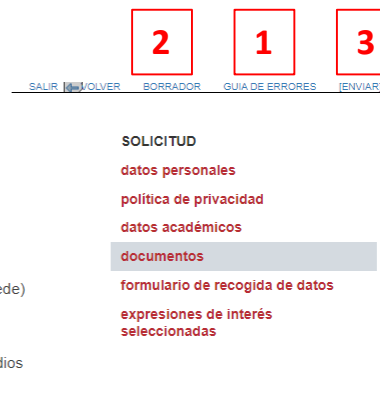 2 1 3
SALIR VOLVER BORRADOR GUIA DE ERRORES [ENVIAR]
SOLICITUD
datos personales
política de privacidad
datos académicos
documentos
ede) formulario de recogida de datos
expresiones de interés
seleccionadas
dios